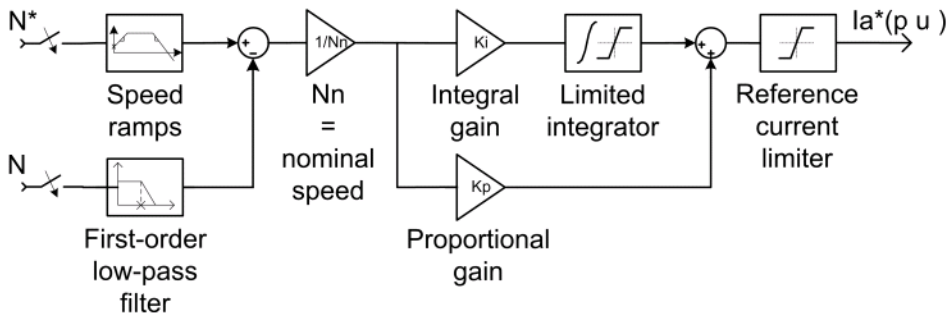 N*
Speed
ramps
+
−
1/Nn
Nn
=
nominal
speed
Ki
Integral
gain
Limited
integrator
+
+
Reference
current
limiter
Ia*(p u )
N
First-order
low-pass
filter
Kp
Proportional
gain